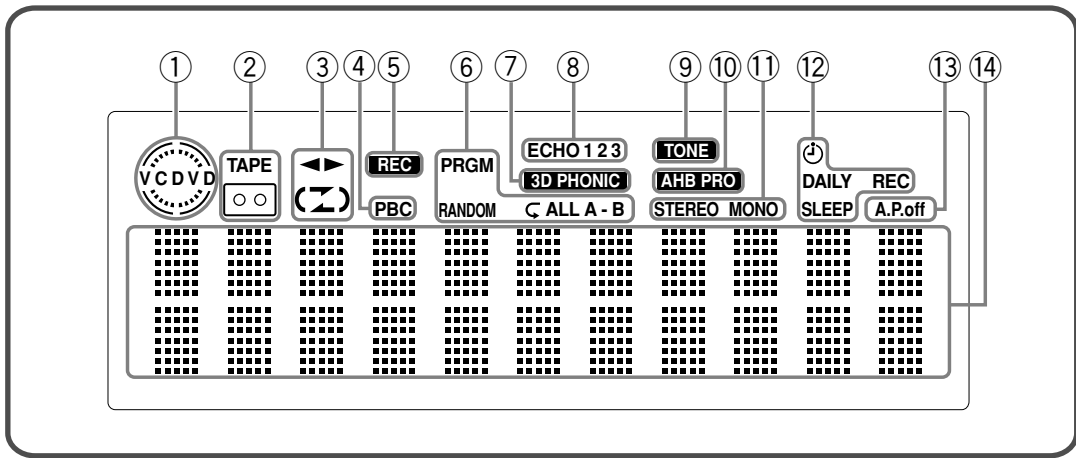 ① ② ③ ④ ⑤ ⑥ ⑦ ⑧ ⑨ ⑩ ⑪ ⑫ ⑬ ⑭
ECHO 1 2 3 TONE
TAPE REC PRGM 3D PHONIC AHB PRO
VCDVD DAILY REC
PBC RANDOM ALL A - B STEREO MONO SLEEP A.P.off